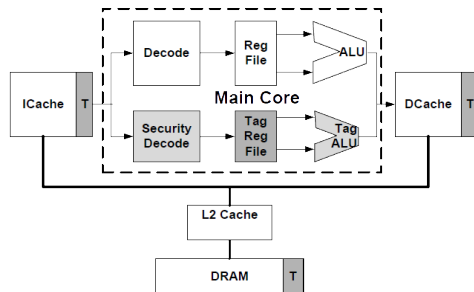 Decode
Reg
File
ALU
ICache
T
Main Core
DCache
T
Security
Decode
Tag
Reg
File
Tag
ALU
L2 Cache
DRAM
T